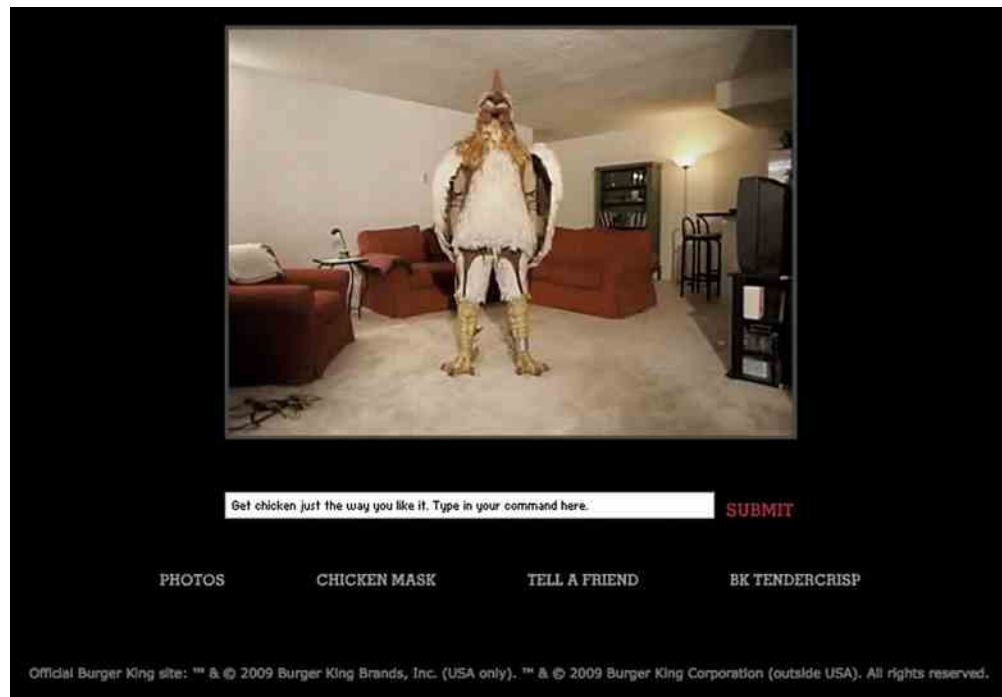 Get chicken just the way you like it. Type in your command here.
SUBMIT
PHOTOS
CHICKEN MASK
TELL A FRIEND
BK TENDERCRISP
Official Burger King site: ™ & © 2009 Burger King Brands, Inc. (USA only). ™ & © 2009 Burger King Corporation (outside USA). All rights reserved.